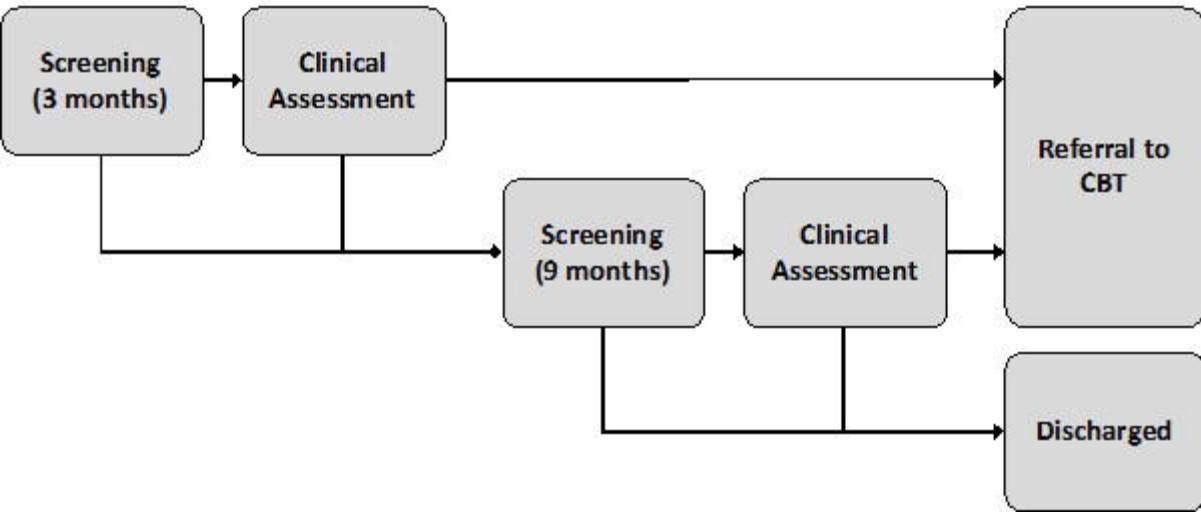 Screening
(3 months)
Clinical
Assessment
Referral to
CBT
Screening
(9 months)
Clinical
Assessment
Discharged